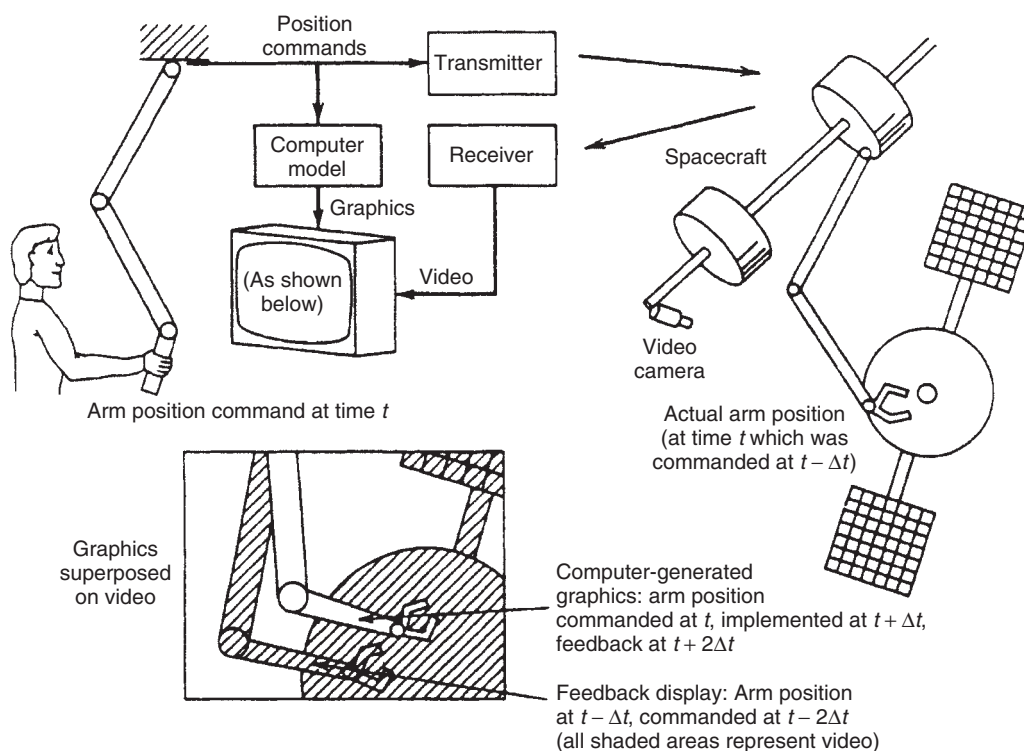 Position
commands
Transmitter
Computer
model
Receiver
Graphics
(As shown
below)
Video
Spacecraft
Video
camera
Arm position command at time t
Actual arm position
(at time t which was
commanded at t − Δt)
Graphics
superposed
on video
Computer-generated
graphics: arm position
commanded at t, implemented at t + Δt,
feedback at t + 2Δt
Feedback display: Arm position
at t − Δt, commanded at t − 2Δt
(all shaded areas represent video)